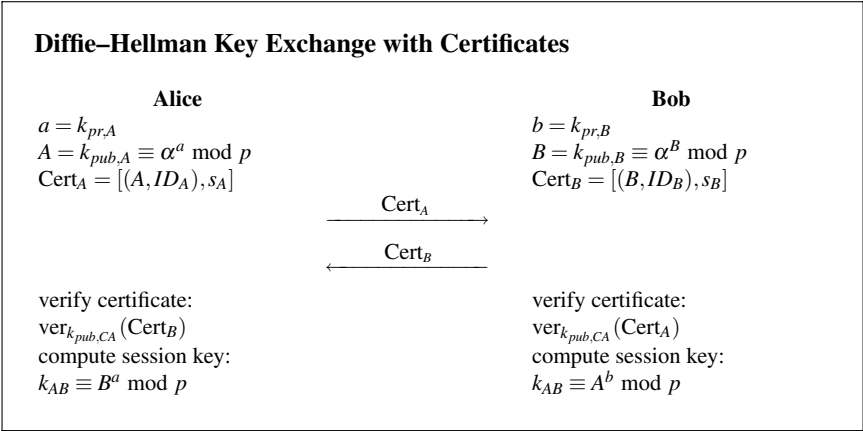 Diffie–Hellman Key Exchange with Certificates
Alice Bob
a = k_{pr,A} b = k_{pr,B}
A = k_{pub,A} ≡ α^a mod p B = k_{pub,B} ≡ α^B mod p
Cert_A = [(A, ID_A), s_A] Cert_B = [(B, ID_B), s_B]
Cert_A
Cert_B
verify certificate: verify certificate:
ver_{k_{pub,CA}}(Cert_B) ver_{k_{pub,CA}}(Cert_A)
compute session key: compute session key:
k_{AB} ≡ B^a mod p k_{AB} ≡ A^b mod p